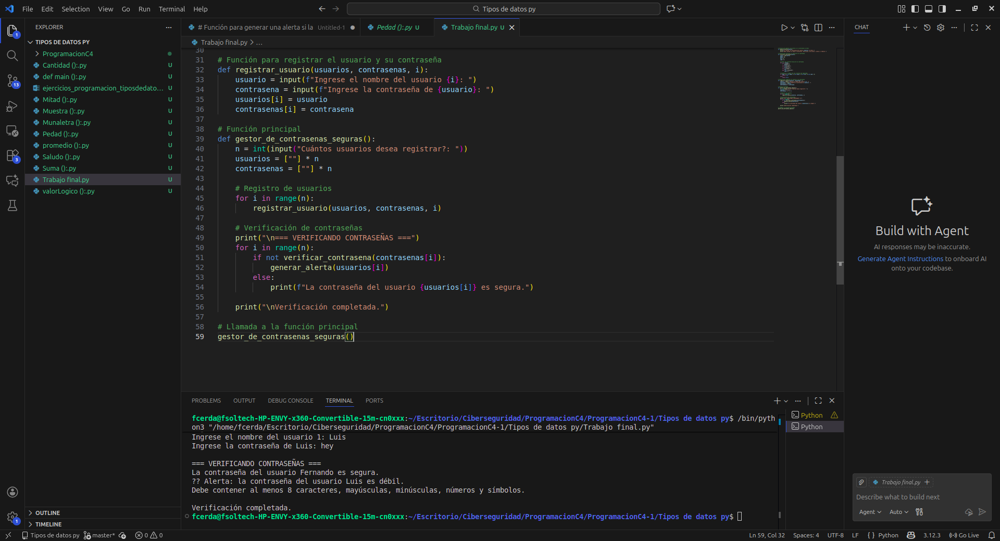 File Edit Selection View Go Run Terminal Help
Tipos de datos py
EXPLORER
TIPOS DE DATOS PY
ProgramacionC4
Cantidad ():.py U
def main ():.py U
ejercicios_programacion_tiposdedato... U
Mitad ():.py U
Muestra ():.py U
Munaletra ():.py U
Pedad ():.py U
promedio ():.py U
Saludo ():.py U
Suma ():.py U
Trabajo final.py U
valorLogico ():.py U
OUTLINE
TIMELINE
1
13
3
1
# Función para generar una alerta si la Untitled-1
Pedad ():.py U
Trabajo final.py U
Trabajo final.py > ...
30
31 # Función para registrar el usuario y su contraseña
32 def registrar_usuario(usuarios, contrasenas, i):
33 usuario = input(f"Ingrese el nombre del usuario {i}: ")
34 contrasena = input(f"Ingrese la contraseña de {usuario}: ")
35 usuarios[i] = usuario
36 contrasenas[i] = contrasena
37
38 # Función principal
39 def gestor_de_contrasenas_seguras():
40 n = int(input("Cuántos usuarios desea registrar?: "))
41 usuarios = [""] * n
42 contrasenas = [""] * n
43
44 # Registro de usuarios
45 for i in range(n):
46 registrar_usuario(usuarios, contrasenas, i)
47
48 # Verificación de contraseñas
49 print("\n=== VERIFICANDO CONTRASEÑAS ===")
50 for i in range(n):
51 if not verificar_contrasena(contrasenas[i]):
52 generar_alerta(usuarios[i])
53 else:
54 print(f"La contraseña del usuario {usuarios[i]} es segura.")
55
56 print("\nVerificación completada.")
57
58 # Llamada a la función principal
59 gestor_de_contrasenas_seguras()
PROBLEMS OUTPUT DEBUG CONSOLE TERMINAL PORTS
fcerda@fsoltech-HP-ENVY-x360-Convertible-15m-cn0xxx:~/Escritorio/Ciberseguridad/ProgramacionC4/ProgramacionC4-1/Tipos de datos py$ /bin/pyth
on3 "/home/fcerda/Escritorio/Ciberseguridad/ProgramacionC4/ProgramacionC4-1/Tipos de datos py/Trabajo final.py"
Ingrese el nombre del usuario 1: Luis
Ingrese la contraseña de Luis: hey
=== VERIFICANDO CONTRASEÑAS ===
La contraseña del usuario Fernando es segura.
?? Alerta: la contraseña del usuario Luis es débil.
Debe contener al menos 8 caracteres, mayúsculas, minúsculas, números y símbolos.
Verificación completada.
fcerda@fsoltech-HP-ENVY-x360-Convertible-15m-cn0xxx:~/Escritorio/Ciberseguridad/ProgramacionC4/ProgramacionC4-1/Tipos de datos py$
Python
Python
CHAT
Build with Agent
AI responses may be inaccurate.
Generate Agent Instructions to onboard AI
onto your codebase.
Trabajo final.py
Describe what to build next
Agent Auto
Tipos de datos py master* 0 0
Ln 59, Col 32 Spaces: 4 UTF-8 LF { } Python 3.12.3 Go Live